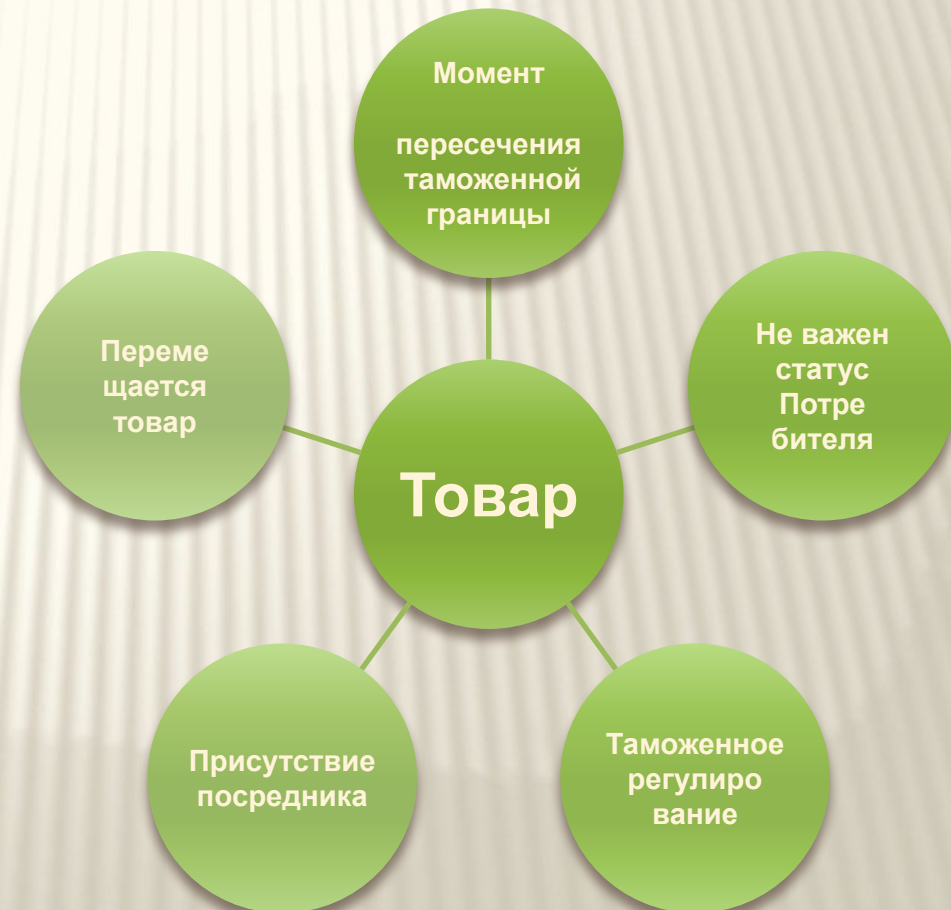 Момент
пересечения
таможенной
границы
Не важен
статус
Потре
бителя
Таможенное
регулиро
вание
Присутствие
посредника
Переме
щается
товар
Товар